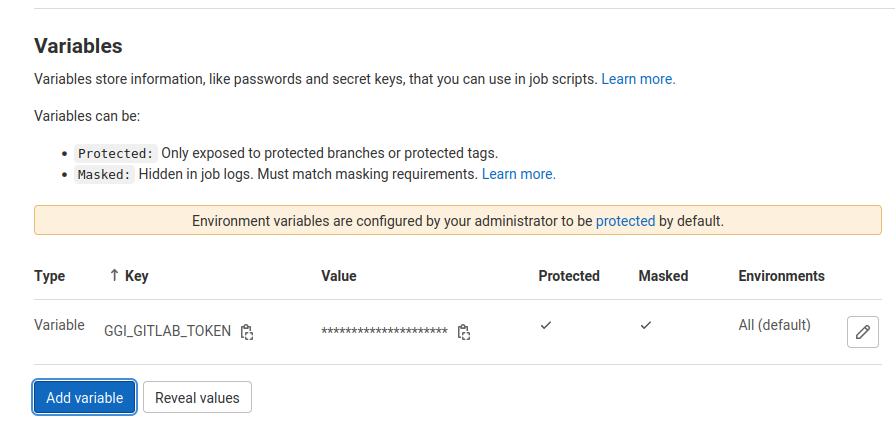 Variables
Variables store information, like passwords and secret keys, that you can use in job scripts. Learn more.
Variables can be:
Protected: Only exposed to protected branches or protected tags.
Masked: Hidden in job logs. Must match masking requirements. Learn more.
Environment variables are configured by your administrator to be protected by default.
Type ↑ Key Value Protected Masked Environments
Variable GGI_GITLAB_TOKEN ********************* All (default)
Add variable Reveal values